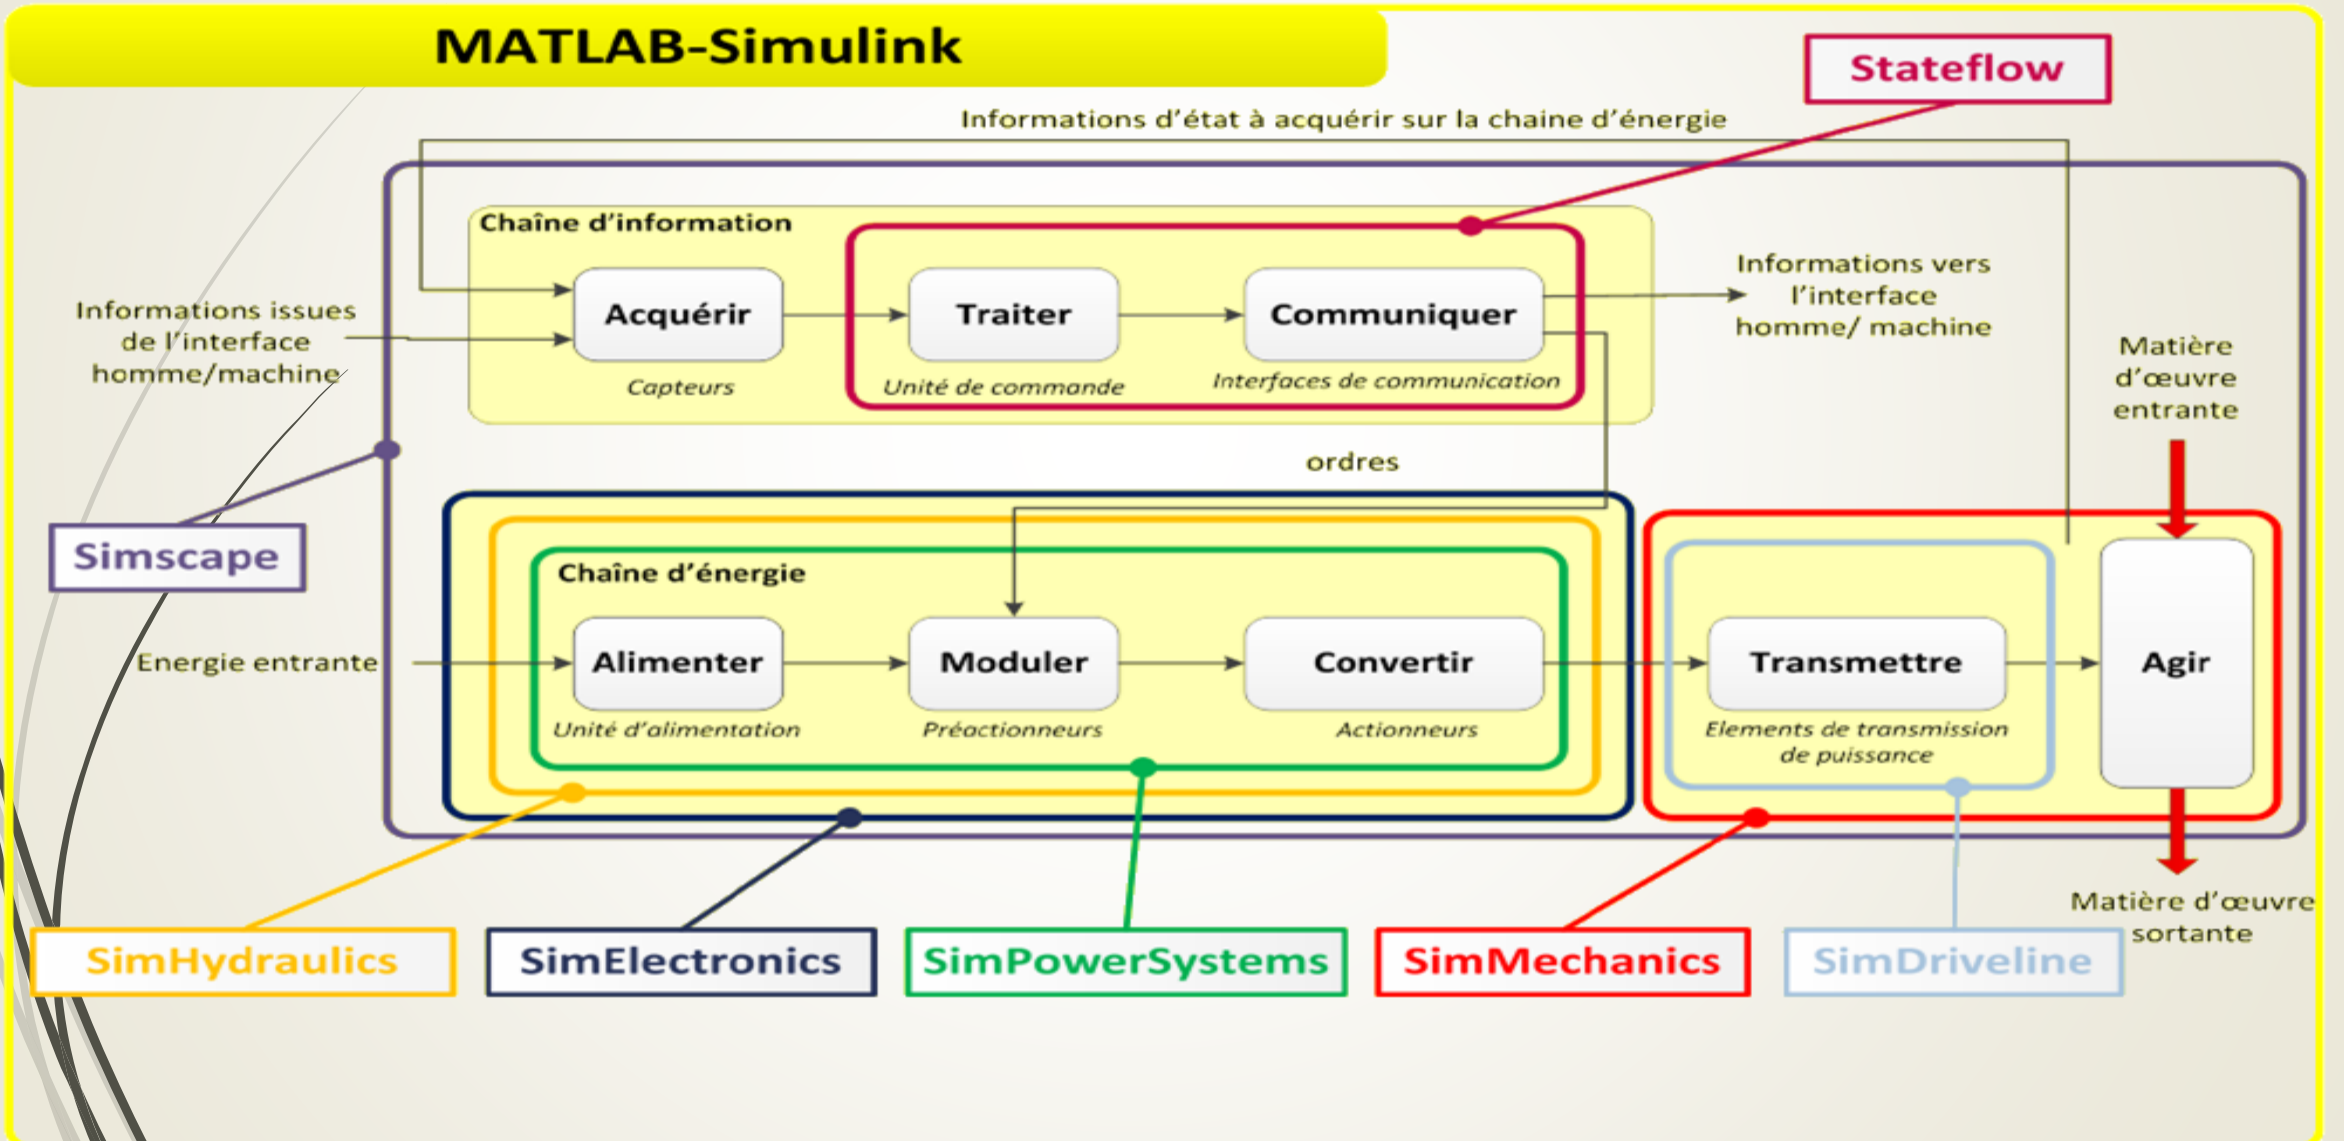 MATLAB-Simulink
Stateflow
Informations d'état à acquérir sur la chaine d'énergie
Chaîne d'information
Informations issues
de l'interface
homme/machine
Acquérir
Capteurs
Traiter
Unité de commande
Communiquer
Interfaces de communication
Informations vers
l'interface
homme/ machine
Matière
d'œuvre
entrante
ordres
Simscape
Chaîne d'énergie
Energie entrante
Alimenter
Unité d'alimentation
Moduler
Préactionneurs
Convertir
Actionneurs
Transmettre
Elements de transmission
de puissance
Agir
Matière d'œuvre
sortante
SimHydraulics
SimElectronics
SimPowerSystems
SimMechanics
SimDriveline